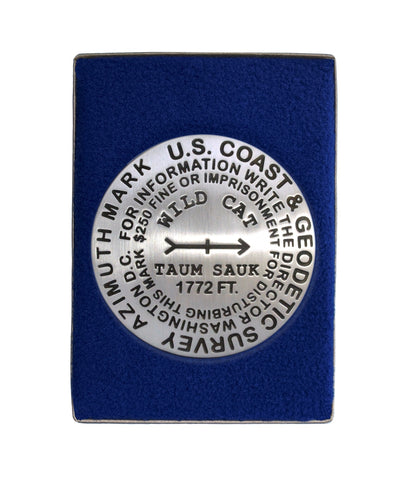 U.S. COAST & GEODETIC SURVEY AZIMUTH MARK
FOR INFORMATION WRITE THE DIRECTOR WASHINGTON D.C.
$250 FINE OR IMPRISONMENT FOR DISTURBING THIS MARK
WILD CAT
TAUM SAUK
1772 FT.